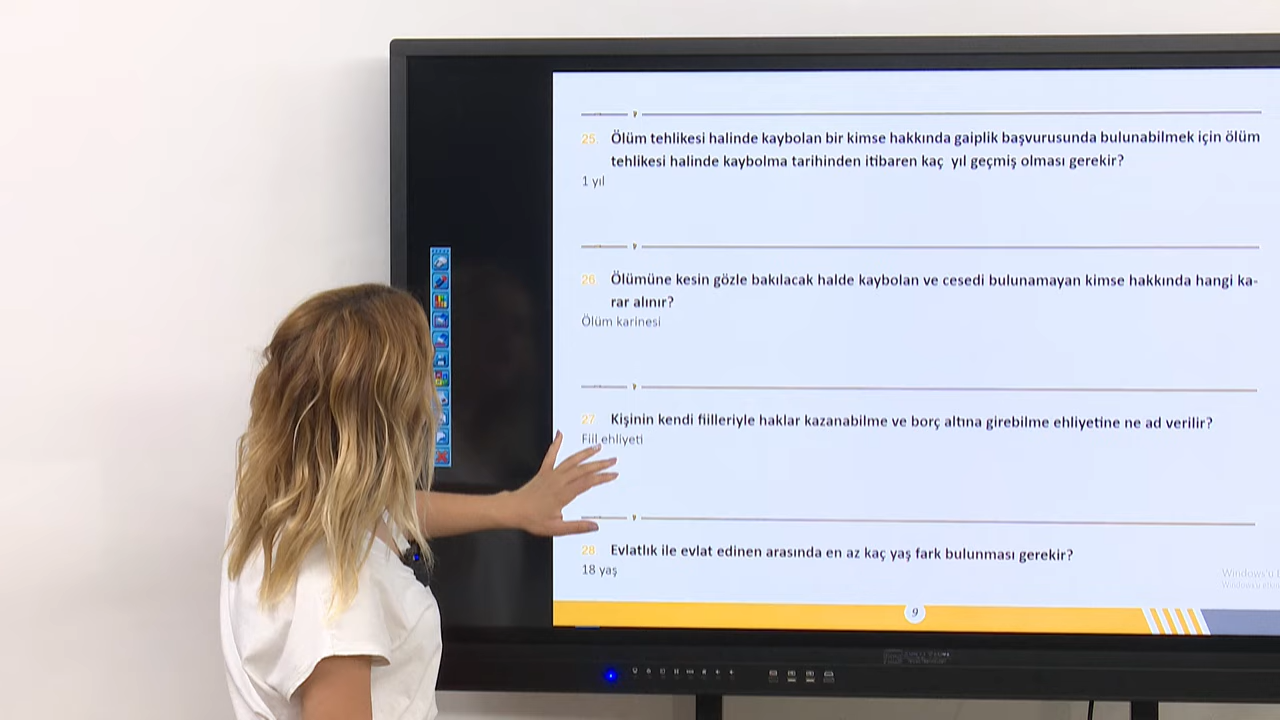 25. Ölüm tehlikesi halinde kaybolan bir kimse hakkında gaiplik başvurusunda bulunabilmek için ölüm
tehlikesi halinde kaybolma tarihinden itibaren kaç yıl geçmiş olması gerekir?
1 yıl
26. Ölümüne kesin gözle bakılacak halde kaybolan ve cesedi bulunamayan kimse hakkında hangi ka-
rar alınır?
Ölüm karinesi
27. Kişinin kendi fiilleriyle haklar kazanabilme ve borç altına girebilme ehliyetine ne ad verilir?
Fiil ehliyeti
28. Evlatlık ile evlat edinen arasında en az kaç yaş fark bulunması gerekir?
18 yaş
Windows'u
9